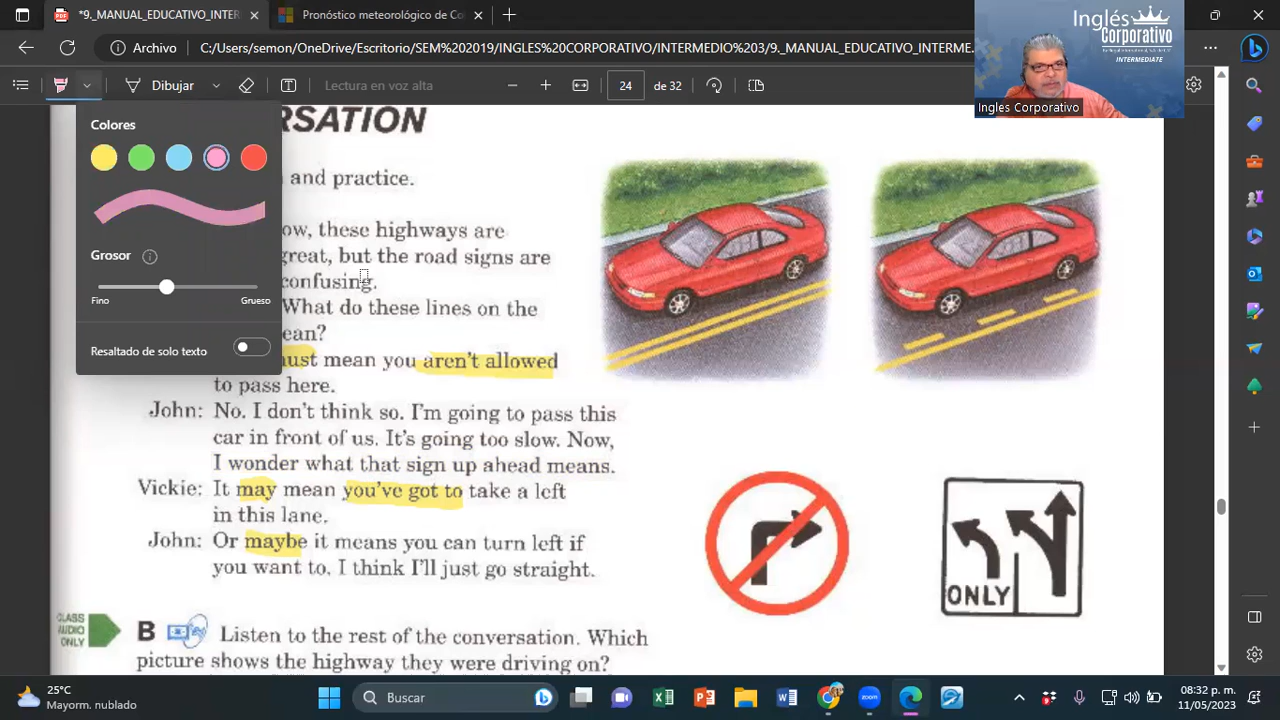 *9._MANUAL_EDUCATIVO_INTER
Pronóstico meteorológico de Co
Archivo
C:/Users/semon/OneDrive/Escritorio/SEM%202019/INGLES%20CORPORATIVO/INTERMEDIO%203/9._MANUAL_EDUCATIVO_INTERME...
Dibujar
Lectura en voz alta
24
de 32
Inglés
Corporativo
INTERMEDIATE
Ingles Corporativo
Colores
Grosor
Fino
Grueso
Resaltado de solo texto
RSATION
and practice.
ow, these highways are
great, but the road signs are
confusing.
What do these lines on the
ean?
must mean you aren't allowed
to pass here.
John: No. I don't think so. I'm going to pass this
car in front of us. It's going too slow. Now,
I wonder what that sign up ahead means.
Vickie: It may mean you've got to take a left
in this lane.
John: Or maybe it means you can turn left if
you want to. I think I'll just go straight.
ONLY
CLASS
AUDIO
ONLY
B Listen to the rest of the conversation. Which
picture shows the highway they were driving on?
25°C
Mayorm. nublado
Buscar
08:32 p. m.
11/05/2023